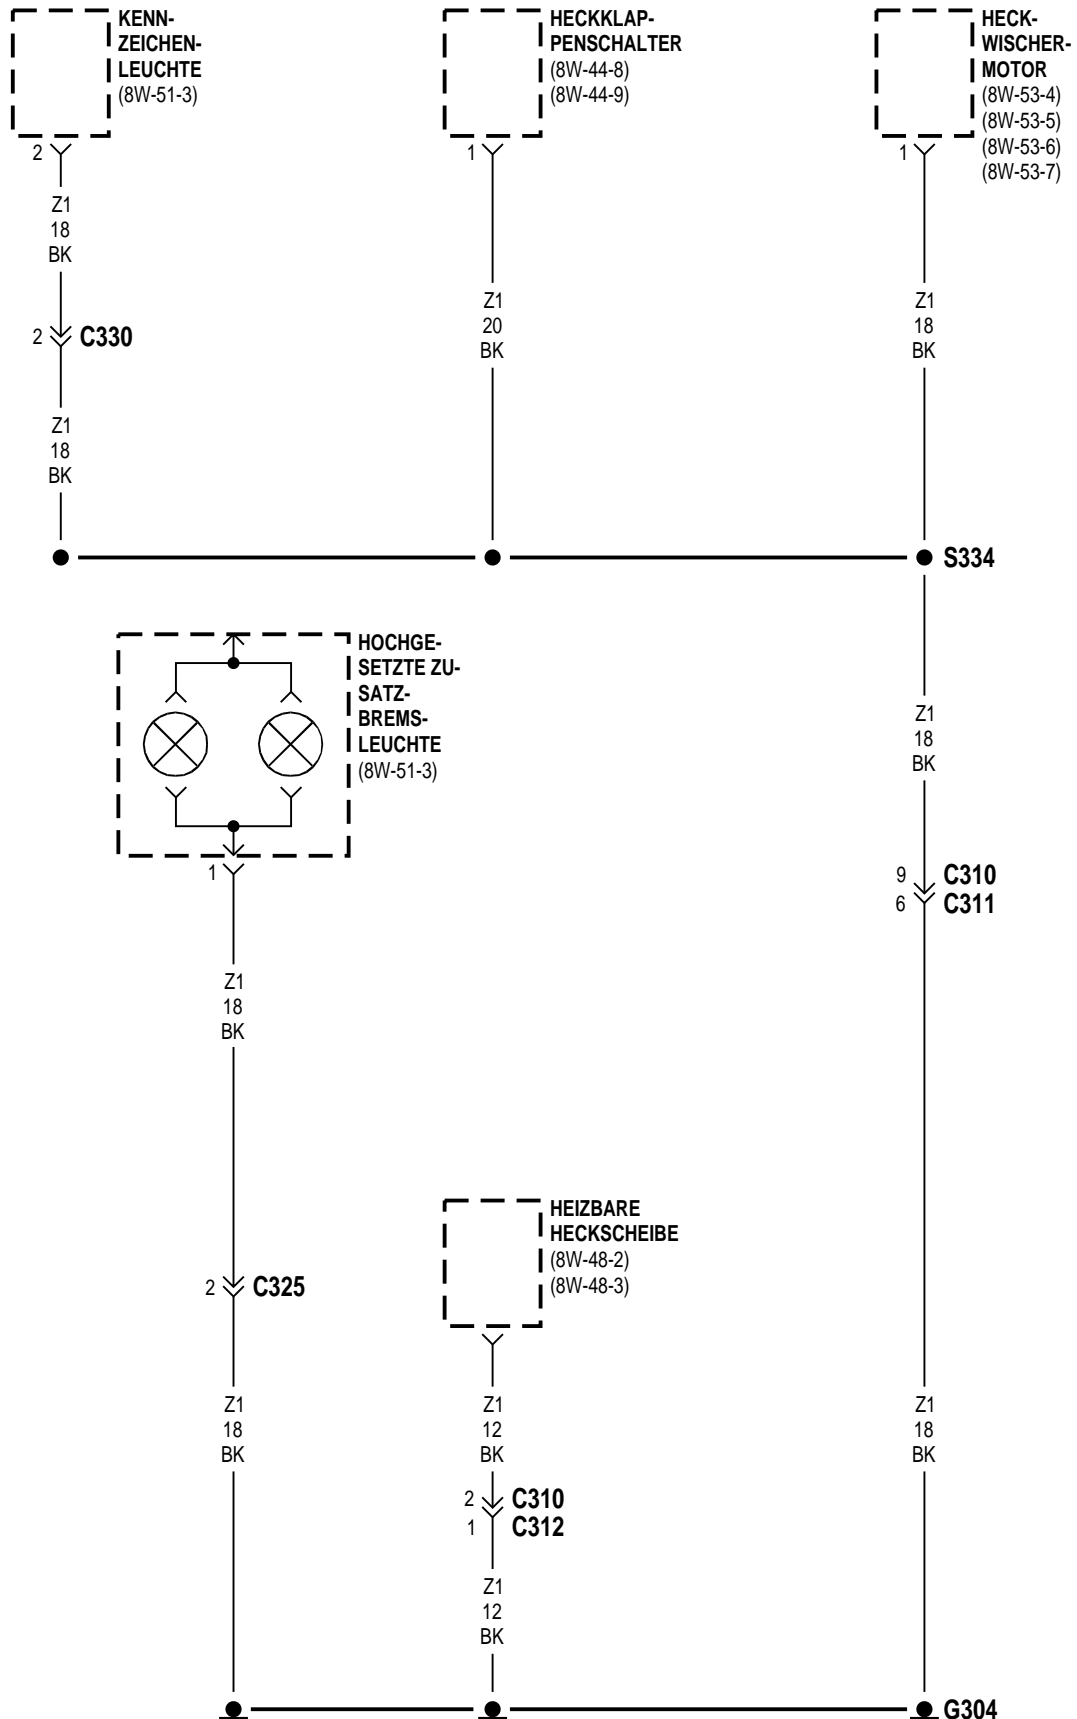 KENN-
ZEICHEN-
LEUCHTE
(8W-51-3)
HECKKLAP-
PENSCHALTER
(8W-44-8)
(8W-44-9)
HECK-
WISCHER-
MOTOR
(8W-53-4)
(8W-53-5)
(8W-53-6)
(8W-53-7)
2
1
1
Z1
18
BK
Z1
20
BK
Z1
18
BK
2 C330
Z1
18
BK
S334
HOCHGE-
SETZTE ZU-
SATZ-
BREMS-
LEUCHTE
(8W-51-3)
1
Z1
18
BK
9 C310
6 C311
Z1
18
BK
HEIZBARE
HECKSCHEIBE
(8W-48-2)
(8W-48-3)
2 C325
Z1
18
BK
Z1
12
BK
Z1
18
BK
2 C310
1 C312
Z1
12
BK
G304